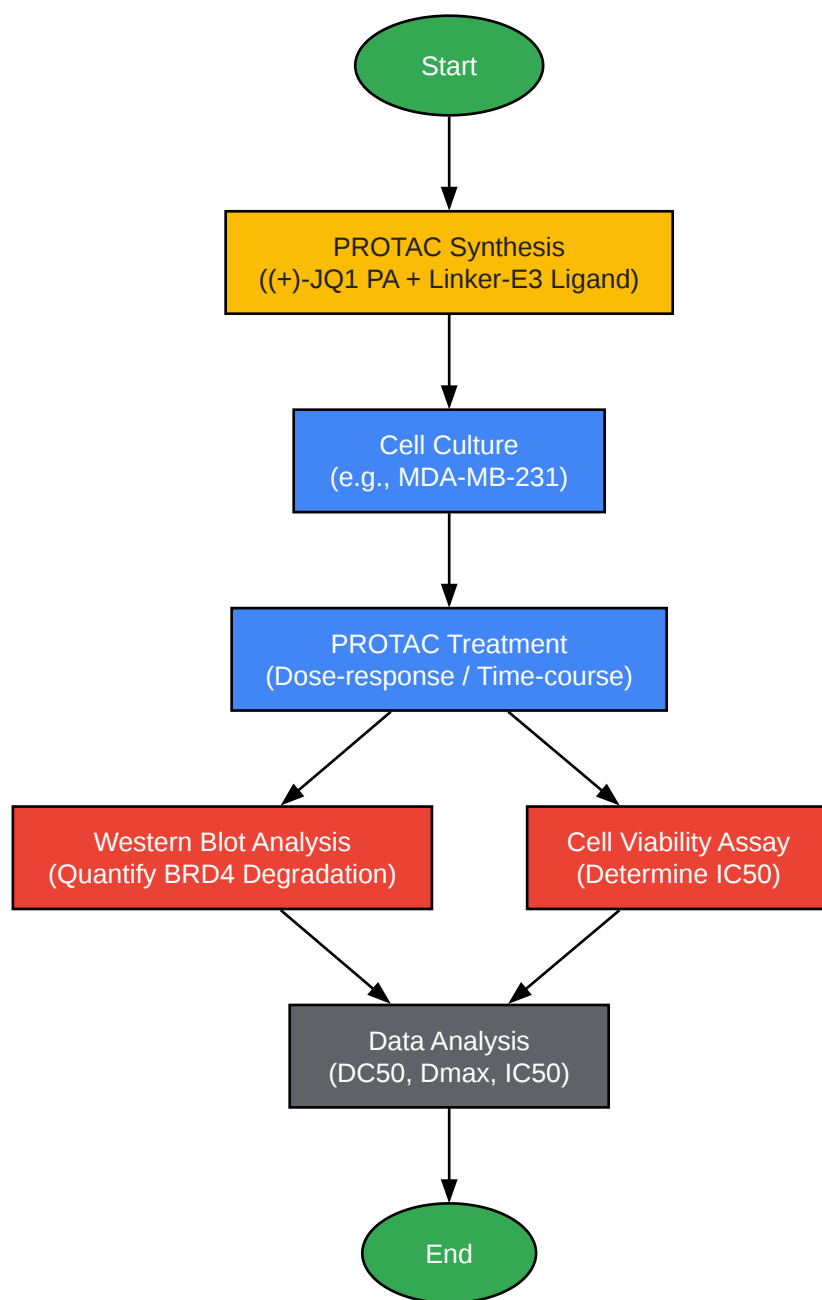 Start
PROTAC Synthesis
((+)-JQ1 PA + Linker-E3 Ligand)
Cell Culture
(e.g., MDA-MB-231)
PROTAC Treatment
(Dose-response / Time-course)
Western Blot Analysis
(Quantify BRD4 Degradation)
Cell Viability Assay
(Determine IC50)
Data Analysis
(DC50, Dmax, IC50)
End